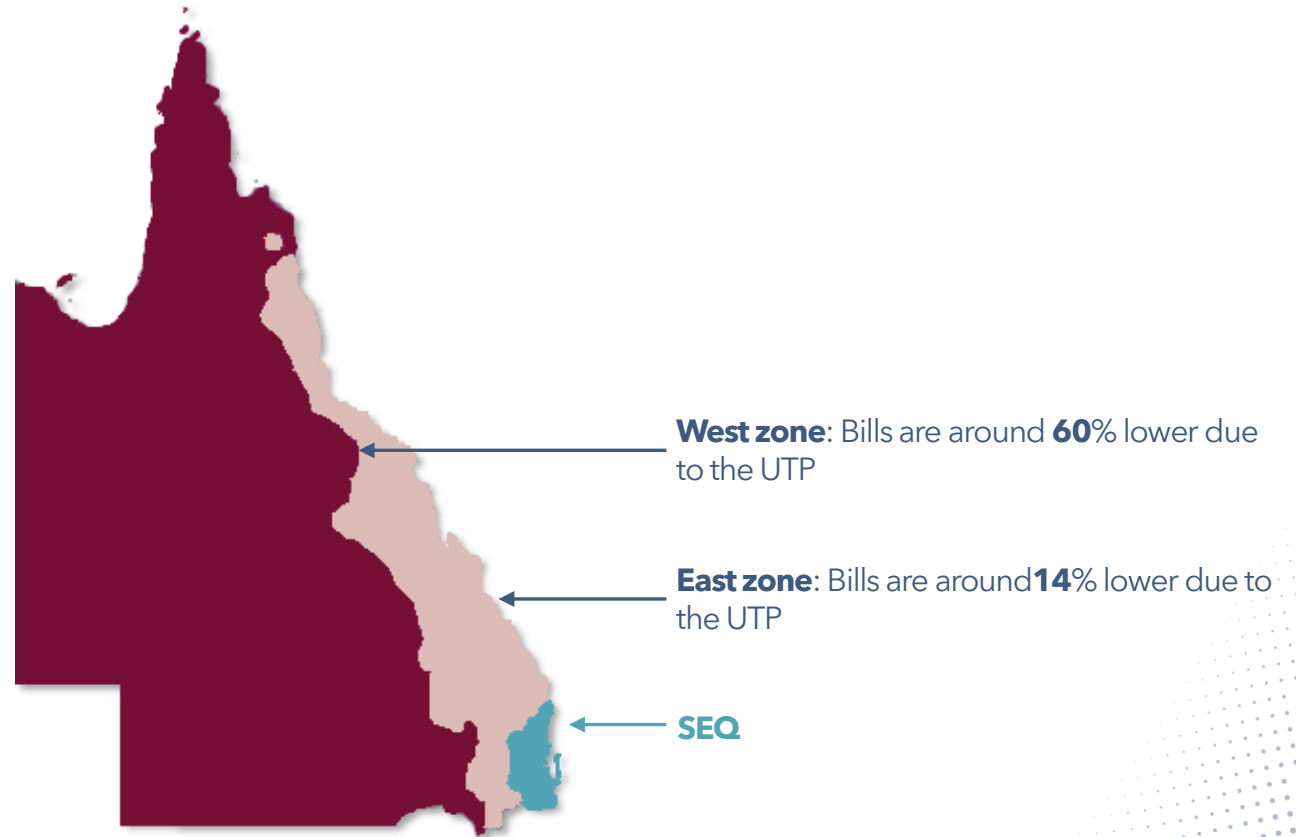 West zone: Bills are around 60% lower due
to the UTP
East zone: Bills are around14% lower due to
the UTP
SEQ